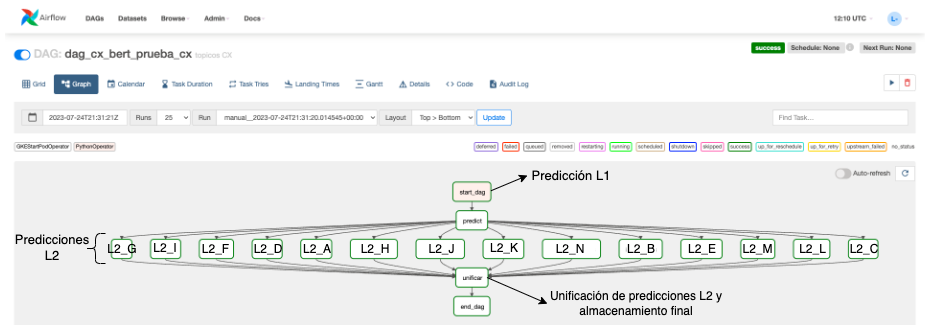 Airflow DAGs Datasets Browse Admin Docs 12:10 UTC L-
DAG: dag_cx_bert_prueba_cx topicos CX success Schedule: None Next Run: None
Grid Graph Calendar Task Duration Task Tries Landing Times Gantt Details <> Code Audit Log
2023-07-24T21:31:21Z Runs 25 Run manual__2023-07-24T21:31:20.014545+00:00 Layout Top > Bottom Update Find Task...
GKEStartPodOperator PythonOperator deferred failed queued removed restarting running scheduled shutdown skipped success up_for_reschedule up_for_retry upstream_failed no_status
Auto-refresh
Predicción L1
start_dag
predict
Predicciones
L2
L2_G L2_I L2_F L2_D L2_A L2_H L2_J L2_K L2_N L2_B L2_E L2_M L2_L L2_C
unificar
Unificación de predicciones L2 y
almacenamiento final
end_dag